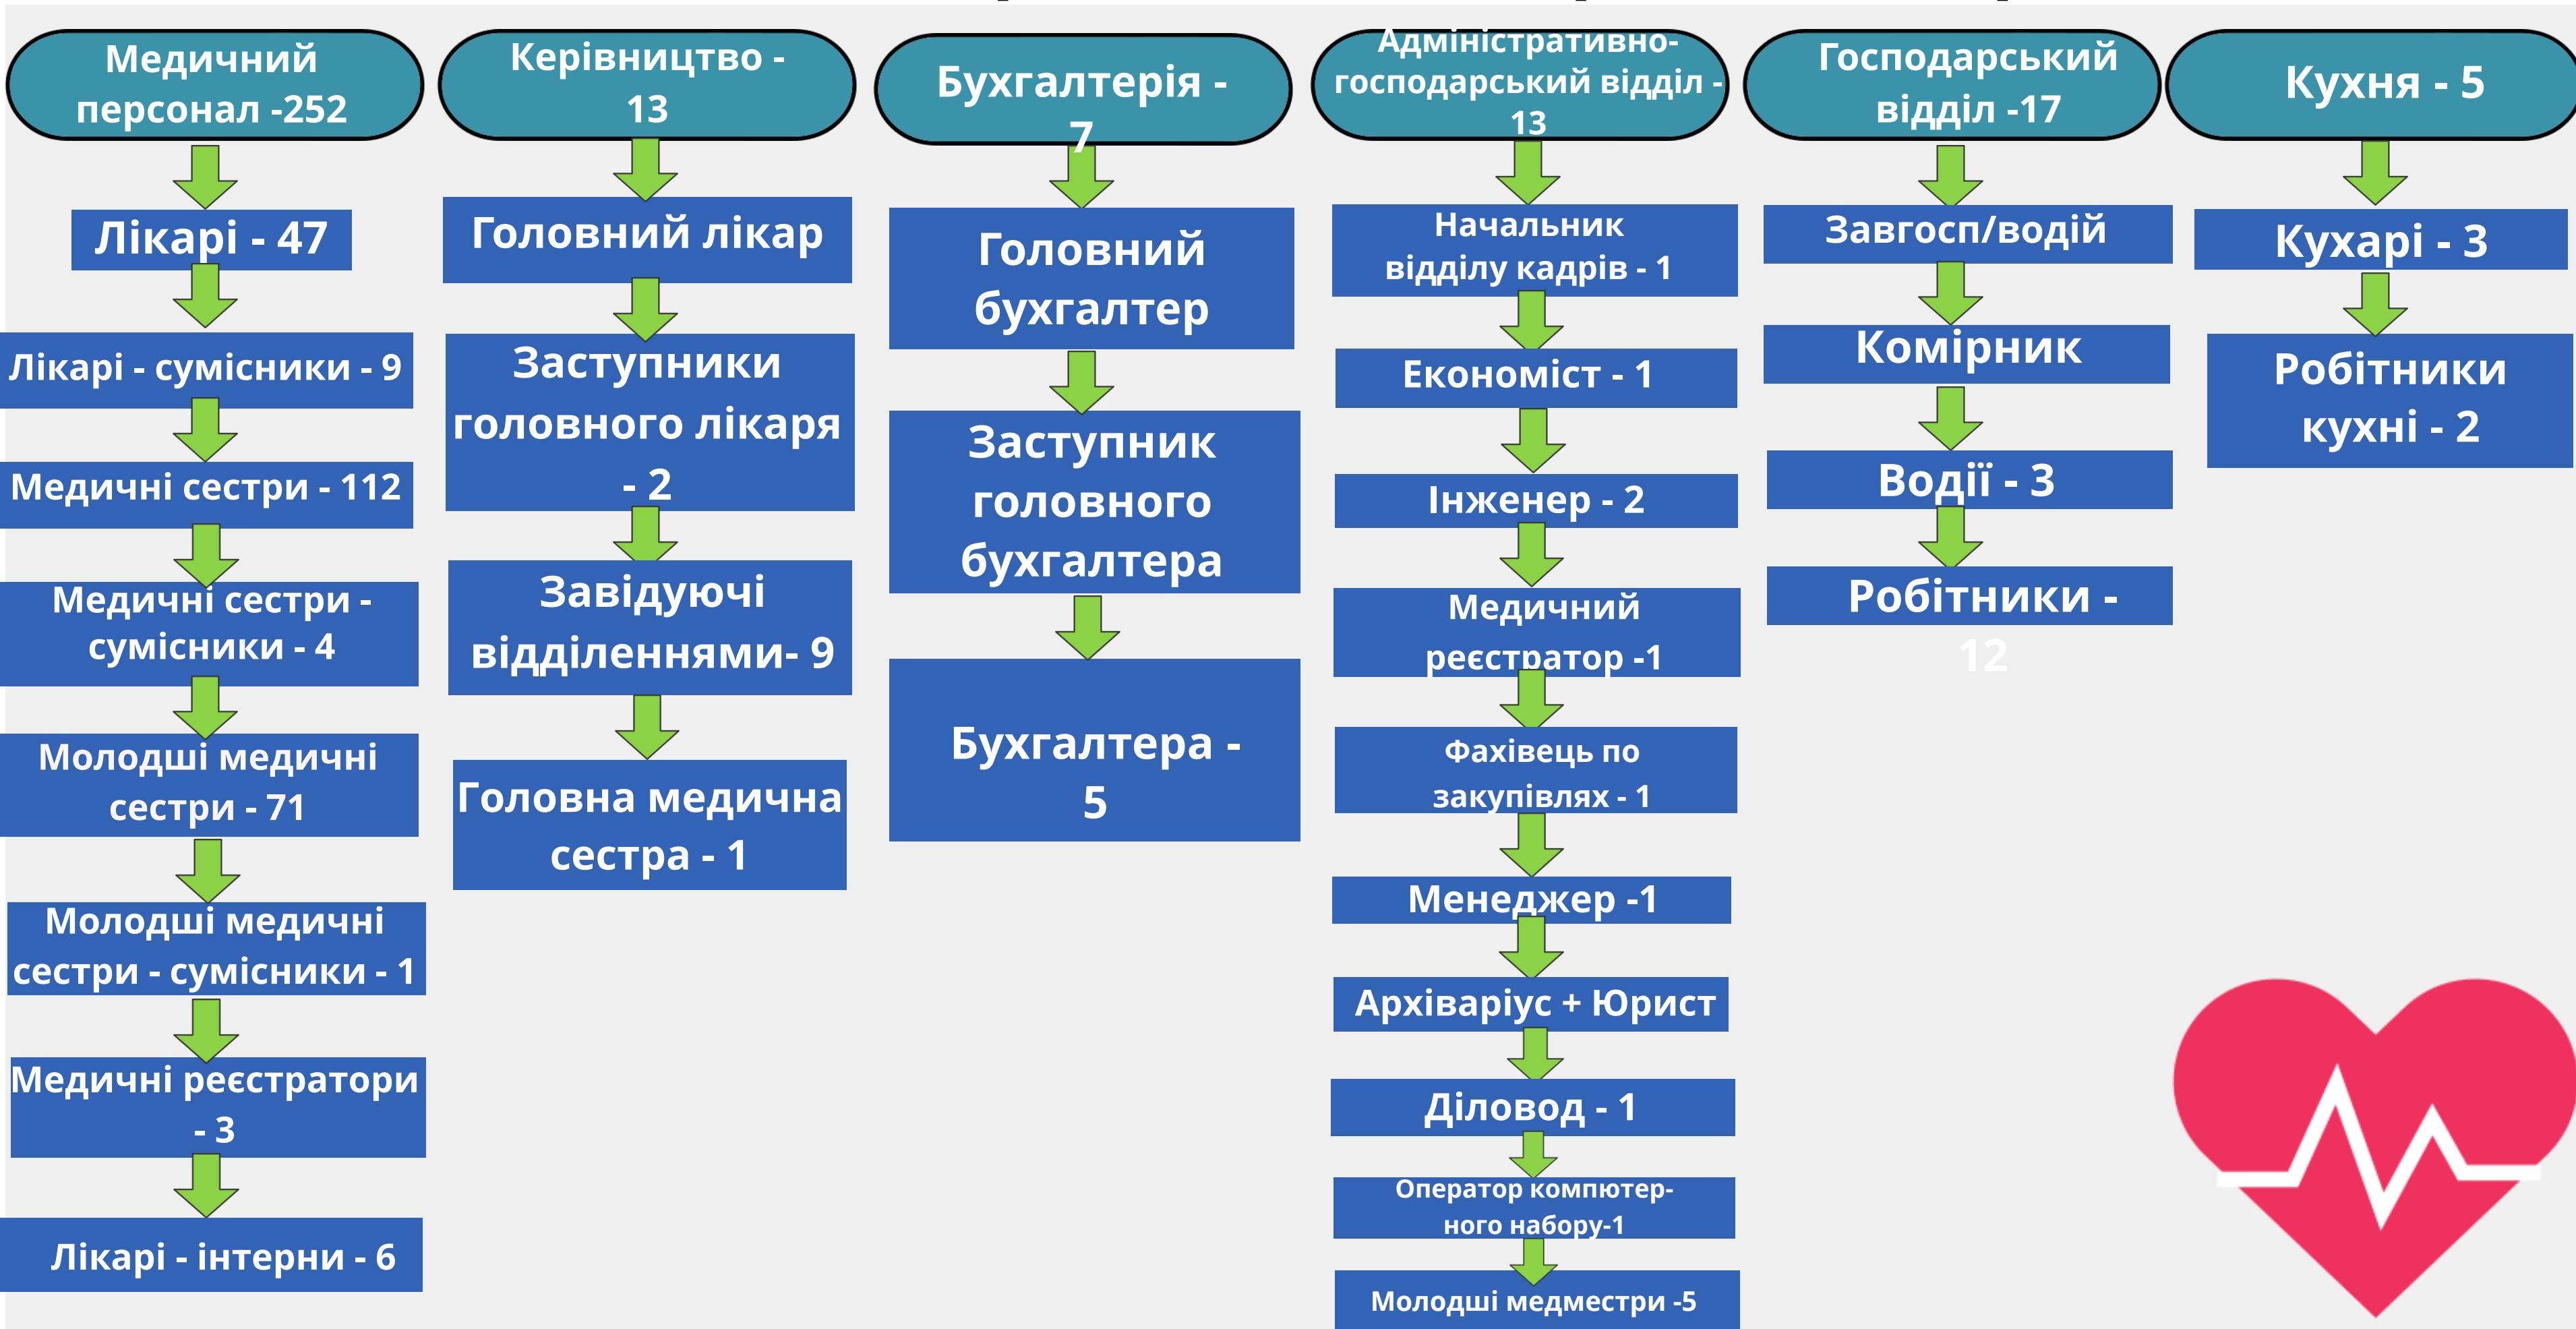 Медичний
персонал -252
Лікарі - 47
Лікарі - сумісники - 9
Медичні сестри - 112
Медичні сестри -
сумісники - 4
Молодші медичні
сестри - 71
Молодші медичні
сестри - сумісники - 1
Медичні реєстратори
- 3
Лікарі - інтерни - 6
Керівництво -
13
Головний лікар
Заступники
головного лікаря
- 2
Завідуючі
відділеннями- 9
Головна медична
сестра - 1
Бухгалтерія -
7
Головний
бухгалтер
Заступник
головного
бухгалтера
Бухгалтера -
5
Адміністративно-
господарський відділ -
13
Начальник
відділу кадрів - 1
Економіст - 1
Інженер - 2
Медичний
реєстратор -1
Фахівець по
закупівлях - 1
Менеджер -1
Архіваріус + Юрист
Діловод - 1
Оператор компютер-
ного набору-1
Молодші медместри -5
Господарський
відділ -17
Завгосп/водій
Комірник
Водії - 3
Робітники -
12
Кухня - 5
Кухарі - 3
Робітники
кухні - 2